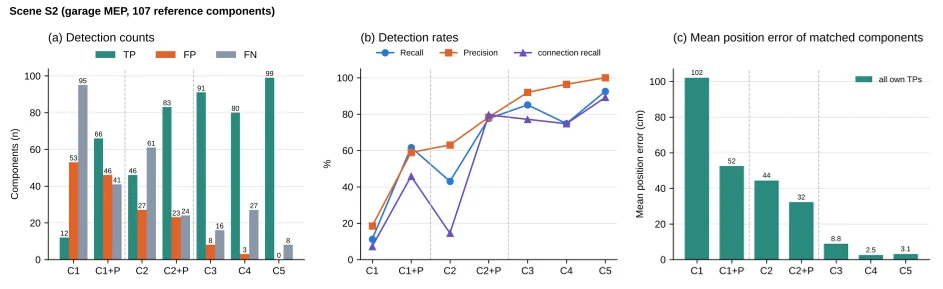 Scene S2 (garage MEP, 107 reference components)
(a) Detection counts
TP FP FN
Components (n)
100
80
60
40
20
0
12 53 95
66 46 41
46 27 61
83 23 24
91 8 16
80 3 27
99 0 8
C1 C1+P C2 C2+P C3 C4 C5
(b) Detection rates
Recall Precision connection recall
%
100
80
60
40
20
0
C1 C1+P C2 C2+P C3 C4 C5
(c) Mean position error of matched components
all own TPs
Mean position error (cm)
100
80
60
40
20
0
102 52 44 32 8.8 2.5 3.1
C1 C1+P C2 C2+P C3 C4 C5